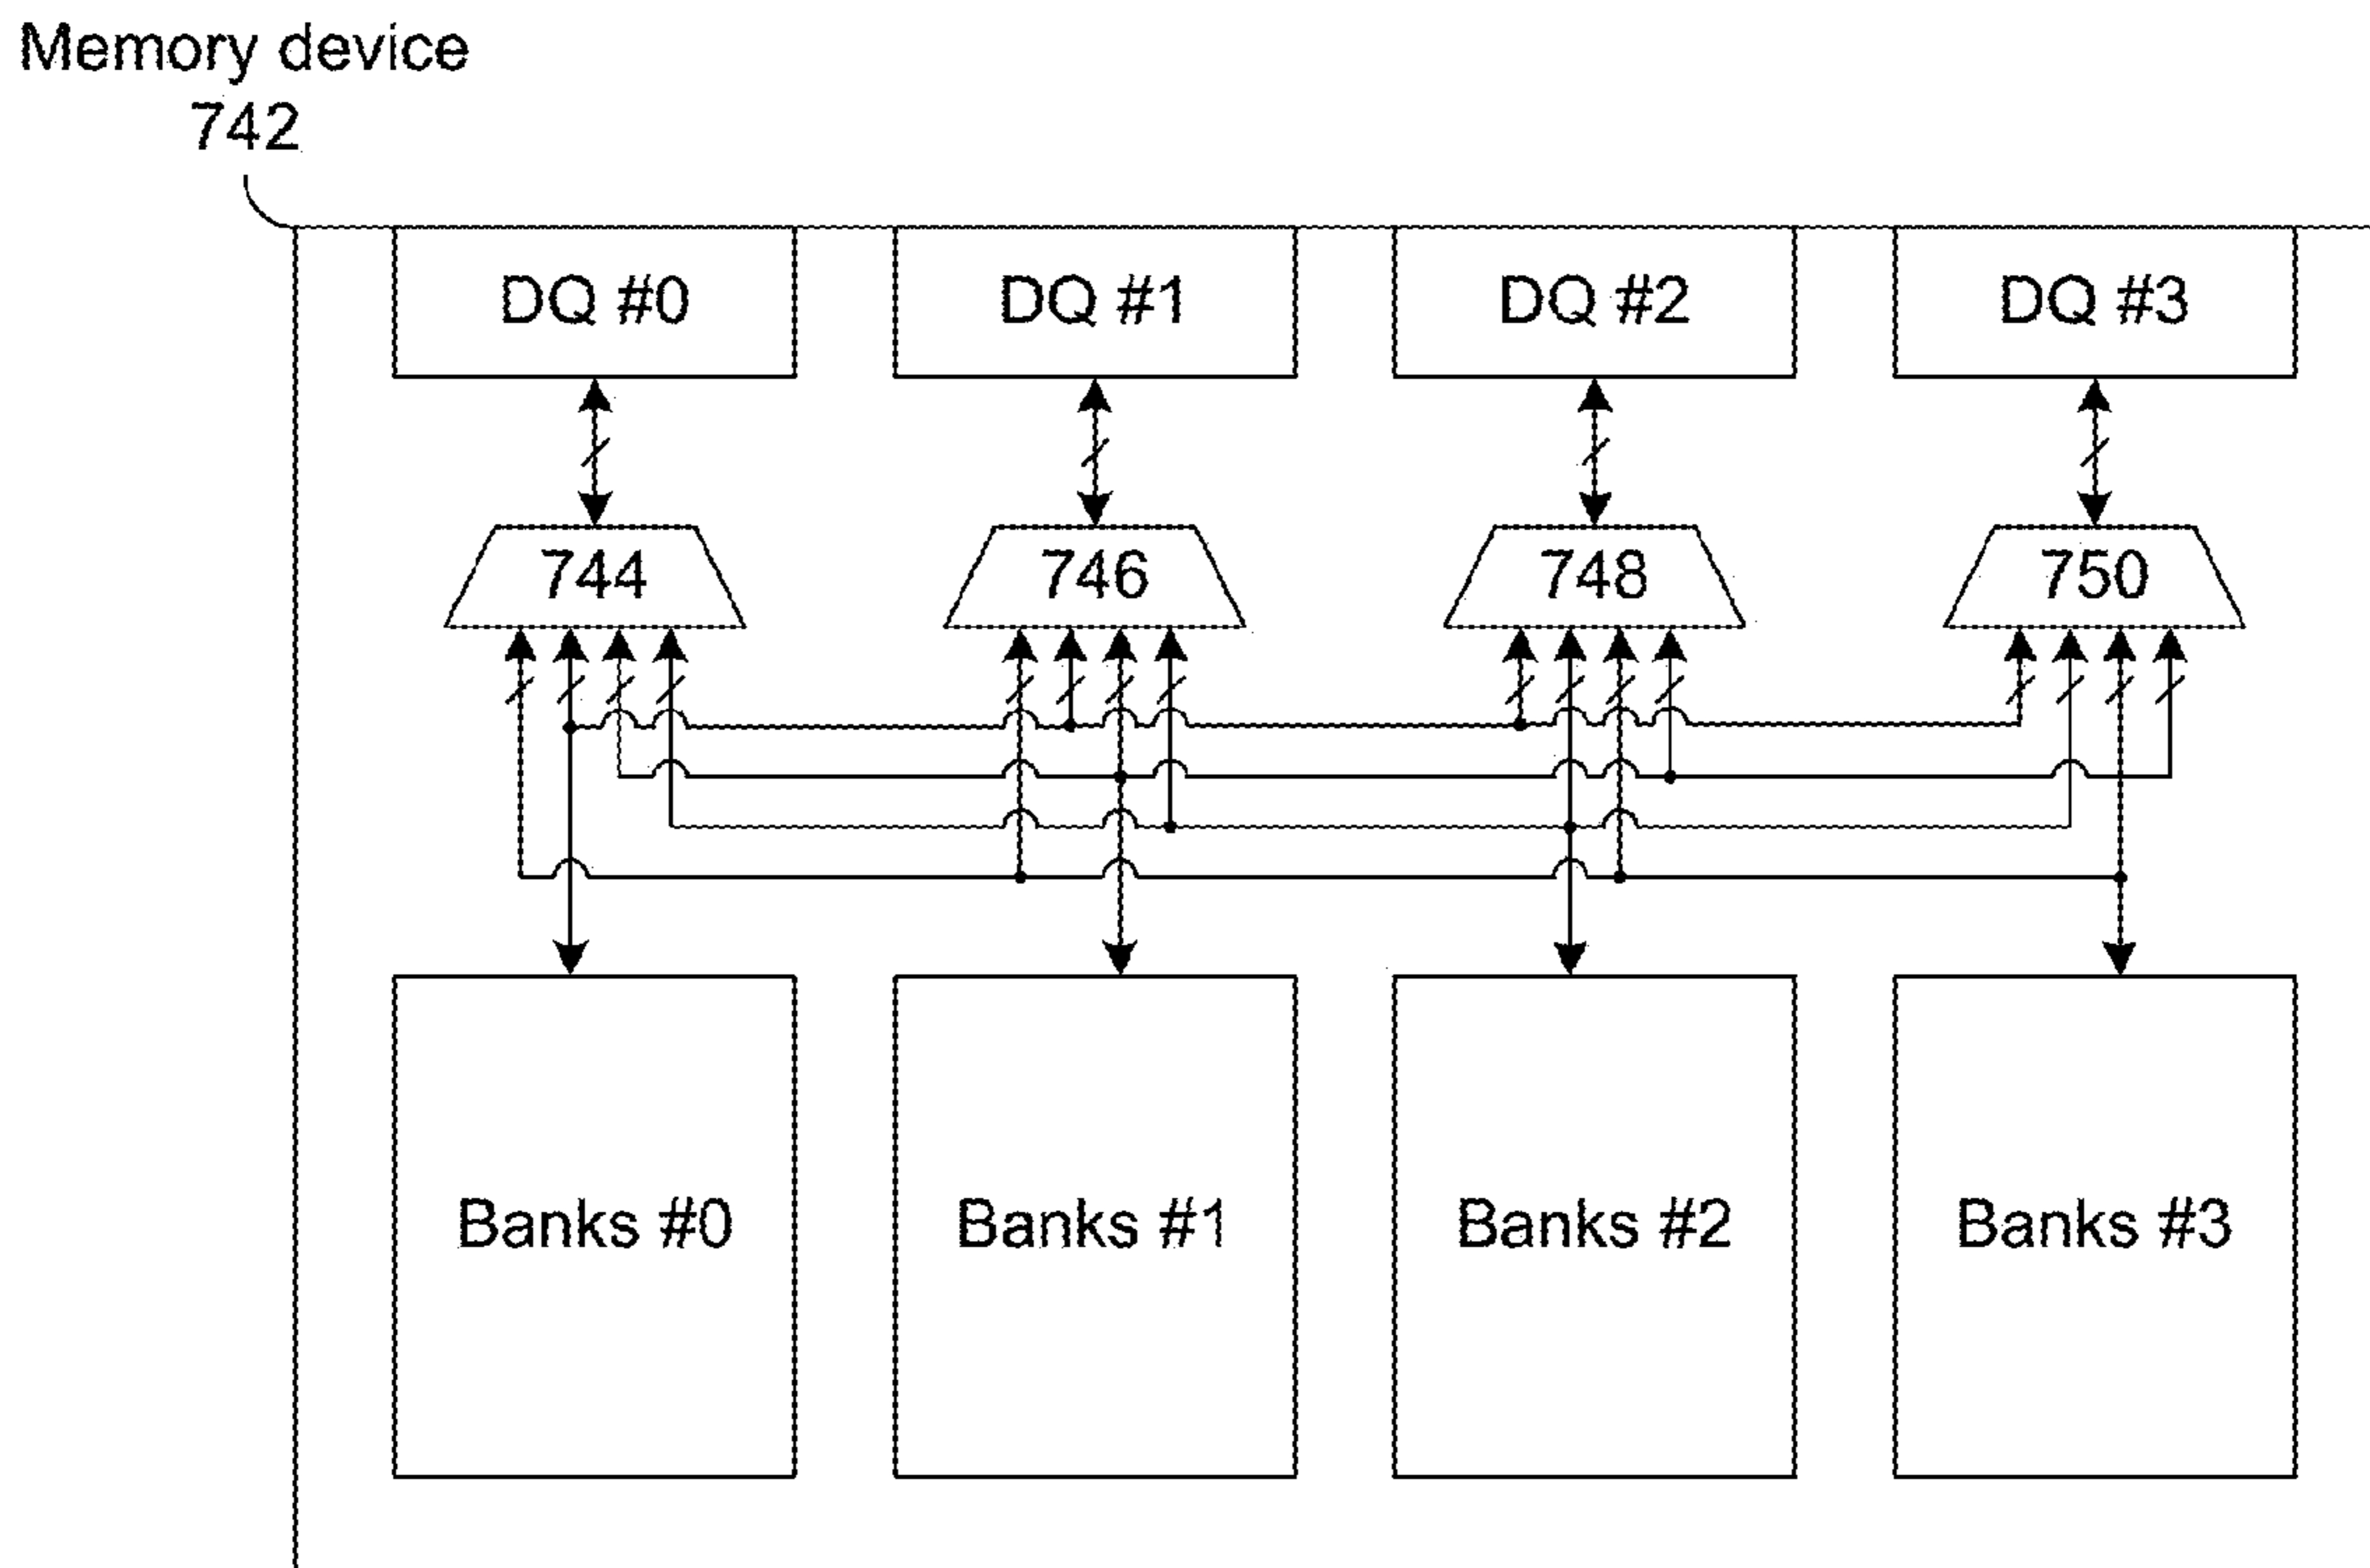 Memory device
742
DQ #0 DQ #1 DQ #2 DQ #3
744 746 748 750
Banks #0 Banks #1 Banks #2 Banks #3